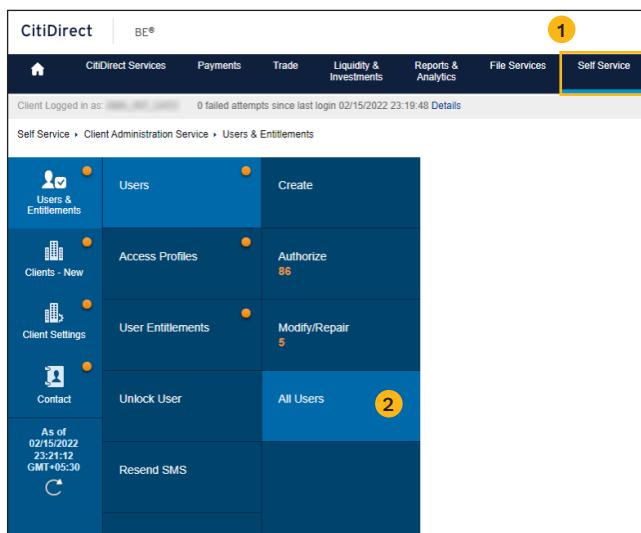 CitiDirect BE®
1
CitiDirect Services Payments Trade Liquidity & Investments Reports & Analytics File Services Self Service
Client Logged in as: 0 failed attempts since last login 02/15/2022 23:19:48 Details
Self Service ▸ Client Administration Service ▸ Users & Entitlements
Users &
Entitlements
Clients - New
Client Settings
Contact
As of
02/15/2022
23:21:12
GMT+05:30
Users
Access Profiles
User Entitlements
Unlock User
Resend SMS
Create
Authorize
86
Modify/Repair
5
All Users 2